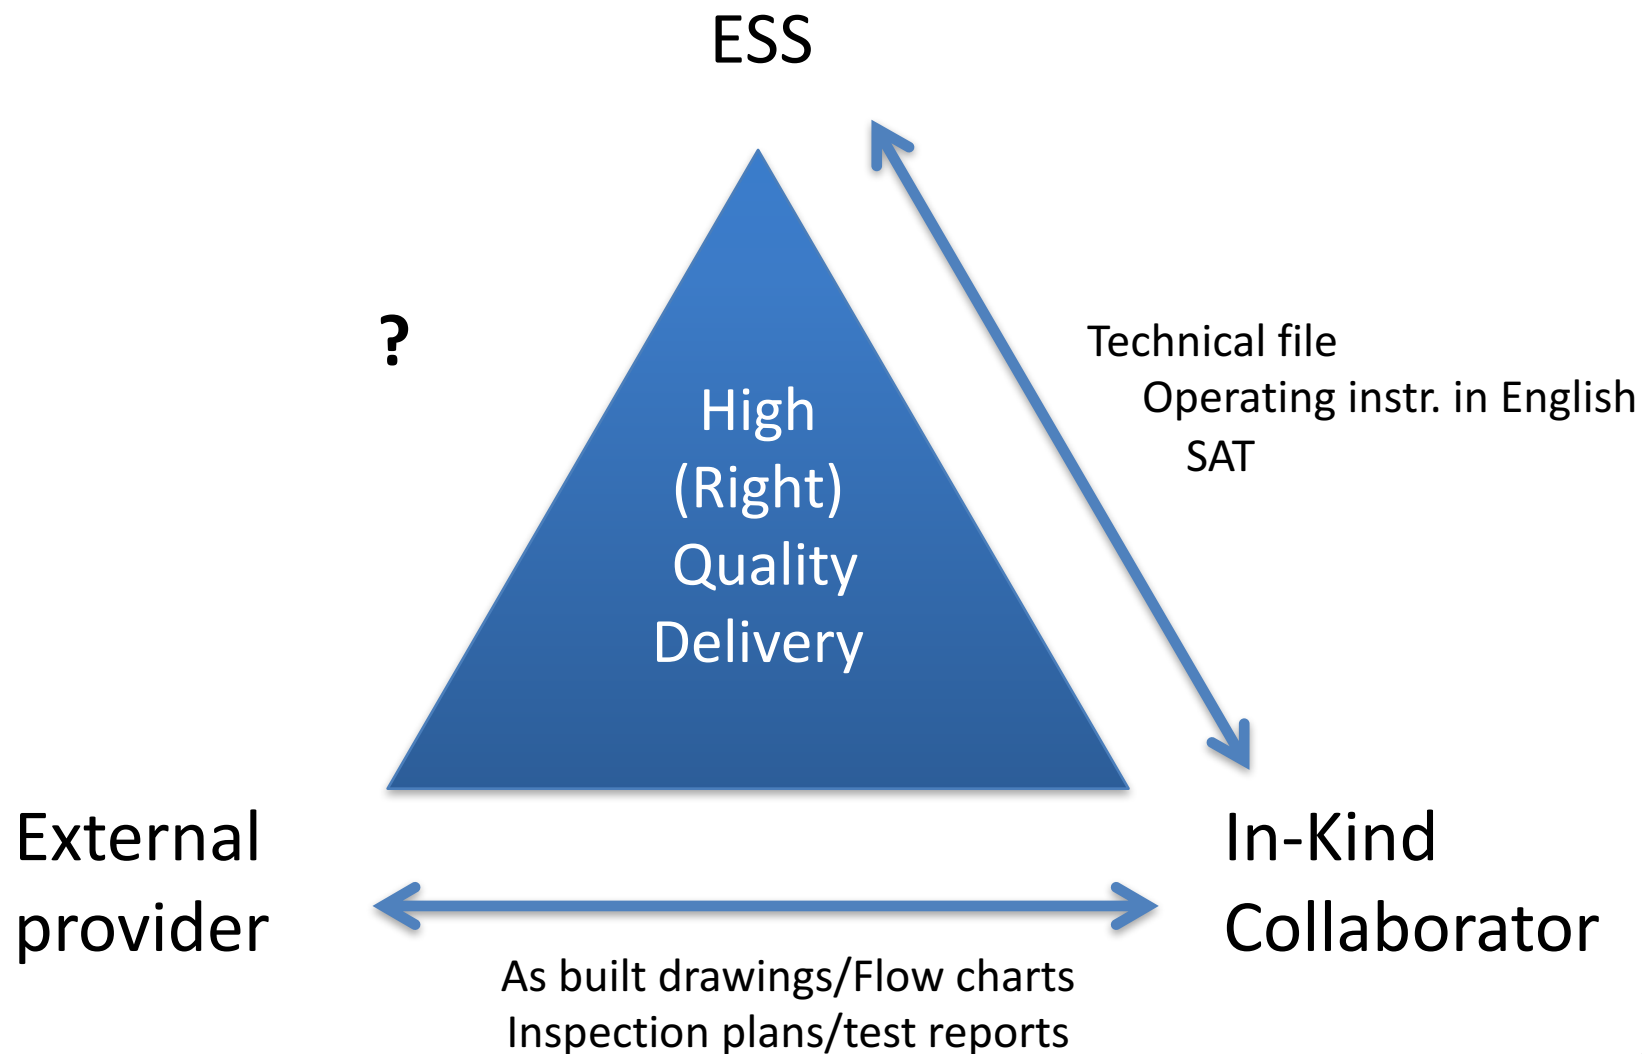 ESS
?
Technical file
Operating instr. in English
SAT
High
(Right)
Quality
Delivery
External
provider
In-Kind
Collaborator
As built drawings/Flow charts
Inspection plans/test reports